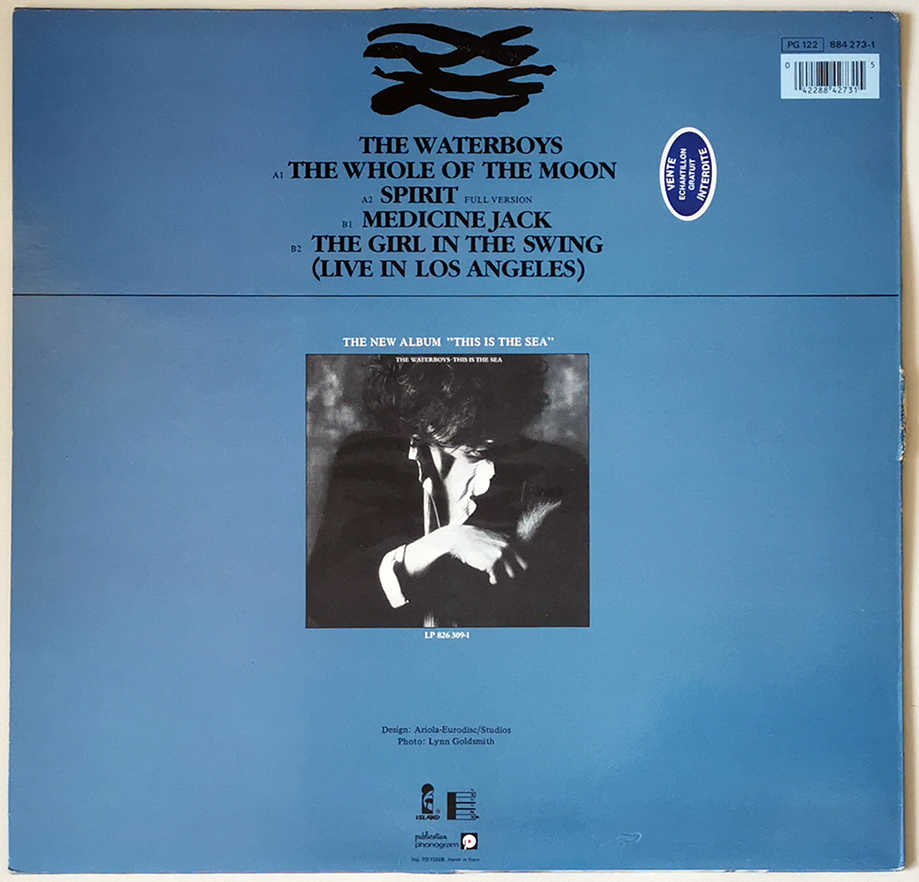 PG 122 884 273-1
0 42288 42731 5
THE WATERBOYS
A1 THE WHOLE OF THE MOON
A2 SPIRIT FULL VERSION
B1 MEDICINE JACK
B2 THE GIRL IN THE SWING
(LIVE IN LOS ANGELES)
VENTE
ECHANTILLON
GRATUIT
INTERDITE
THE NEW ALBUM "THIS IS THE SEA"
THE WATERBOYS·THIS IS THE SEA
LP 826 309-1
Design: Ariola-Eurodisc/Studios
Photo: Lynn Goldsmith
ISLAND
publication
phonogram
Imp. POLYGRAM